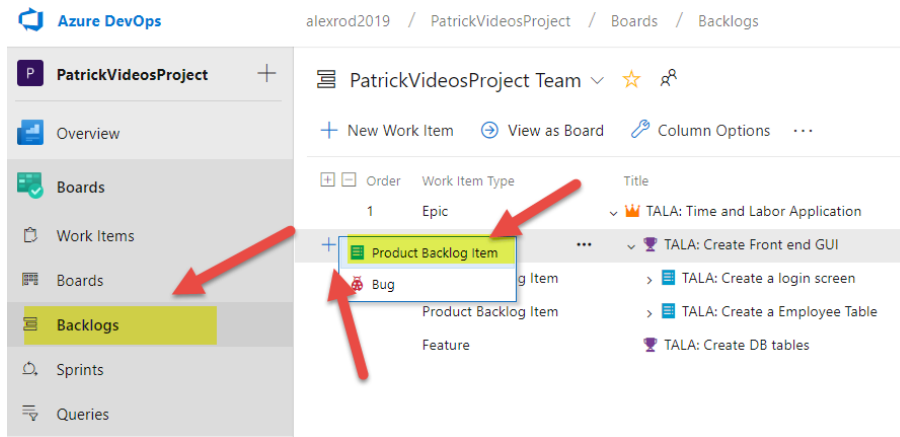 Azure DevOps
alexrod2019 / PatrickVideosProject / Boards / Backlogs
P PatrickVideosProject
PatrickVideosProject Team
Overview
New Work Item View as Board Column Options
Boards
Order Work Item Type Title
1 Epic TALA: Time and Labor Application
Work Items
Product Backlog Item TALA: Create Front end GUI
Boards
Bug g Item TALA: Create a login screen
Backlogs
Product Backlog Item TALA: Create a Employee Table
Feature TALA: Create DB tables
Sprints
Queries